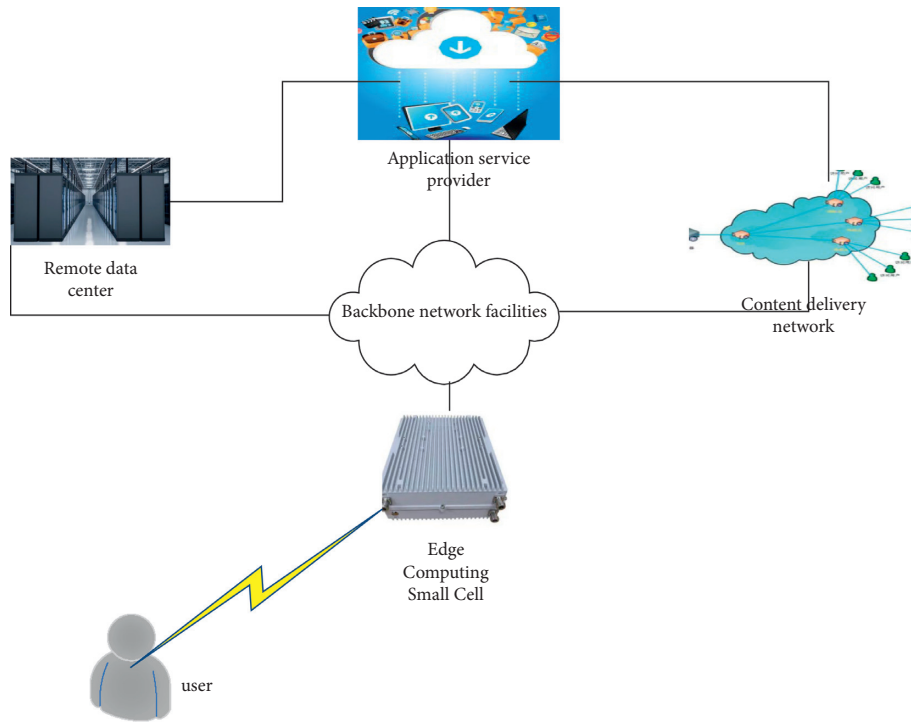 Application service
provider
Remote data
center
Backbone network facilities
Content delivery
network
Edge
Computing
Small Cell
user